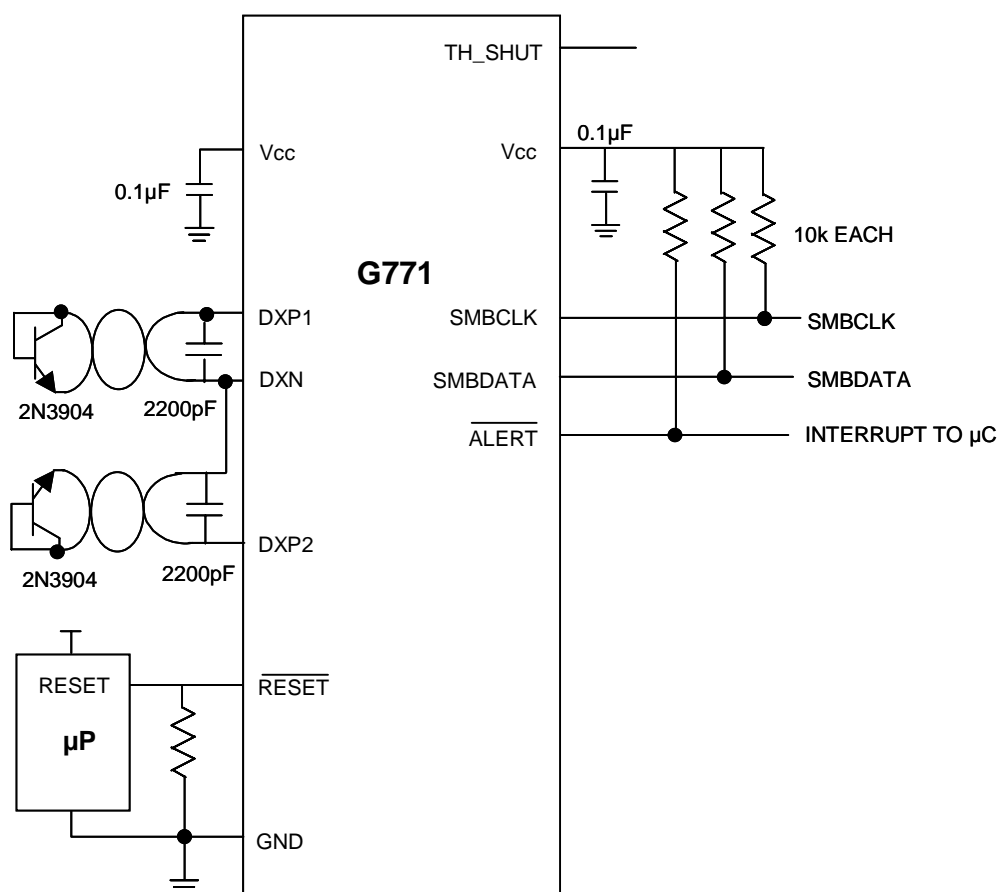 TH_SHUT
Vcc
0.1µF
0.1µF
Vcc
10k EACH
G771
DXP1
SMBCLK
SMBCLK
DXN
SMBDATA
SMBDATA
2N3904
2200pF
ALERT
INTERRUPT TO µC
DXP2
2N3904
2200pF
RESET
RESET
µP
GND